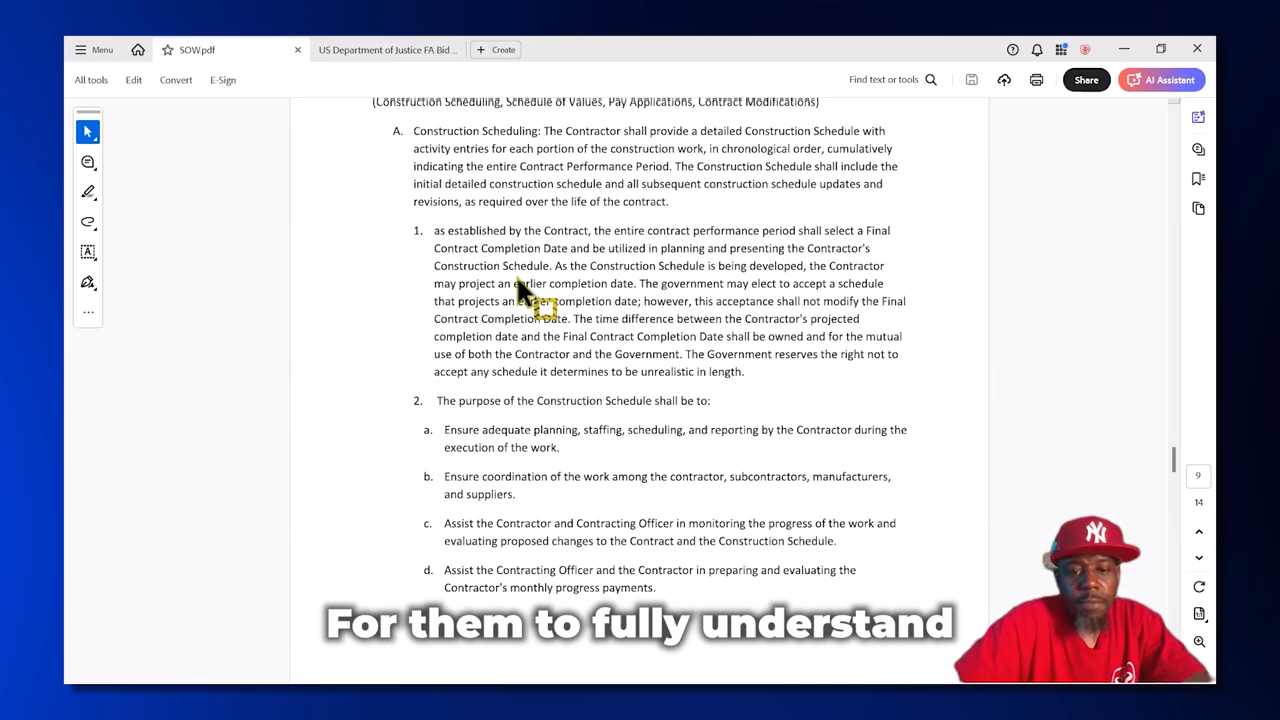 Menu
SOW.pdf
US Department of Justice FA Bid ...
Create
All tools
Edit
Convert
E-Sign
Find text or tools
Share
AI Assistant
(Construction Scheduling, Schedule of Values, Pay Applications, Contract Modifications)
A. Construction Scheduling: The Contractor shall provide a detailed Construction Schedule with
activity entries for each portion of the construction work, in chronological order, cumulatively
indicating the entire Contract Performance Period. The Construction Schedule shall include the
initial detailed construction schedule and all subsequent construction schedule updates and
revisions, as required over the life of the contract.
1. as established by the Contract, the entire contract performance period shall select a Final
Contract Completion Date and be utilized in planning and presenting the Contractor's
Construction Schedule. As the Construction Schedule is being developed, the Contractor
may project an earlier completion date. The government may elect to accept a schedule
that projects an completion date; however, this acceptance shall not modify the Final
Contract Completion Date. The time difference between the Contractor's projected
completion date and the Final Contract Completion Date shall be owned and for the mutual
use of both the Contractor and the Government. The Government reserves the right not to
accept any schedule it determines to be unrealistic in length.
2. The purpose of the Construction Schedule shall be to:
a. Ensure adequate planning, staffing, scheduling, and reporting by the Contractor during the
execution of the work.
b. Ensure coordination of the work among the contractor, subcontractors, manufacturers,
and suppliers.
c. Assist the Contractor and Contracting Officer in monitoring the progress of the work and
evaluating proposed changes to the Contract and the Construction Schedule.
d. Assist the Contracting Officer and the Contractor in preparing and evaluating the
Contractor's monthly progress payments.
9
14
For them to fully understand